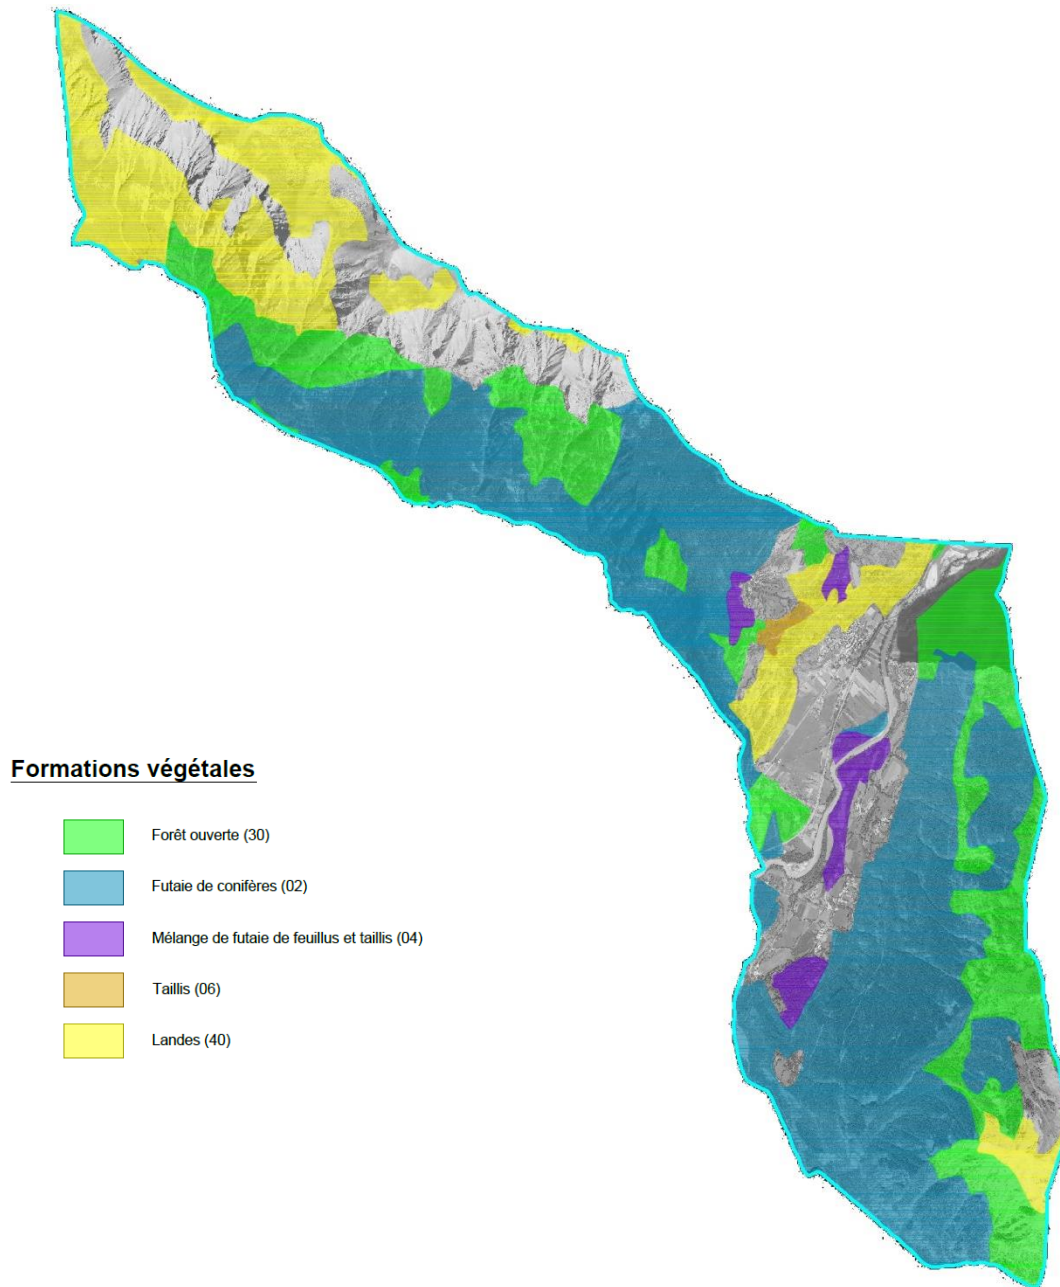 Formations végétales
Forêt ouverte (30)
Futaie de conifères (02)
Mélange de futaie de feuillus et taillis (04)
Taillis (06)
Landes (40)